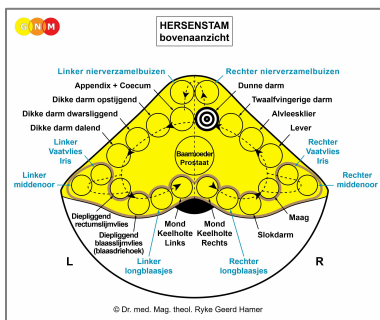 N N M
HERSENSTAM
bovenaanzicht
Linker nierverzamelbuizen
Rechter nierverzamelbuizen
Appendix + Coecum
Dunne darm
Dikke darm opstijgend
Twaalfvingerige darm
Dikke darm dwarsliggend
Alvleesklier
Dikke darm dalend
Lever
Linker
Vaatvlies
Iris
Rechter
Vaatvlies
Iris
Baarmoeder
Prostaat
Linker
middenoor
Rechter
middenoor
Diepliggend
rectumslijmvlies
Mond
Keelholte
Links
Mond
Keelholte
Rechts
Maag
Slokdarm
Diepliggend
blaasslijmvlies
(blaasdriehoek)
Linker
longblaasjes
Rechter
longblaasjes
L
R
© Dr. med. Mag. theol. Ryke Geerd Hamer